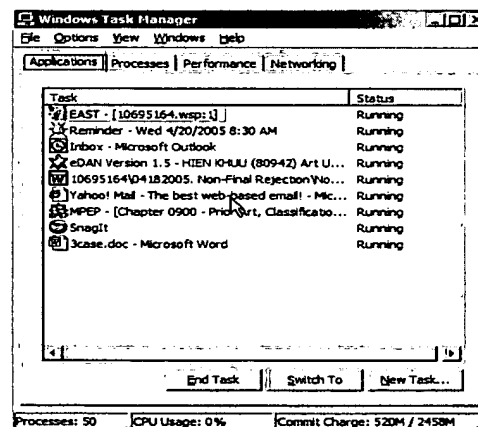 Windows Task Manager
File Options View Windows Help
Applications Processes Performance Networking
Task Status
EAST - [10695164.wsp:1] Running
Reminder - Wed 4/20/2005 8:30 AM Running
Inbox - Microsoft Outlook Running
eDAN Version 1.5 - HIEN KHUU (80942) Art U... Running
10695164\04182005. Non-Final Rejection\No... Running
Yahoo! Mail - The best web-based email! - Mic... Running
MPEP - [Chapter 0900 - Prior Art, Classificatio... Running
SnagIt Running
3case.doc - Microsoft Word Running
End Task Switch To New Task...
Processes: 50 CPU Usage: 0% Commit Charge: 520M / 2458M